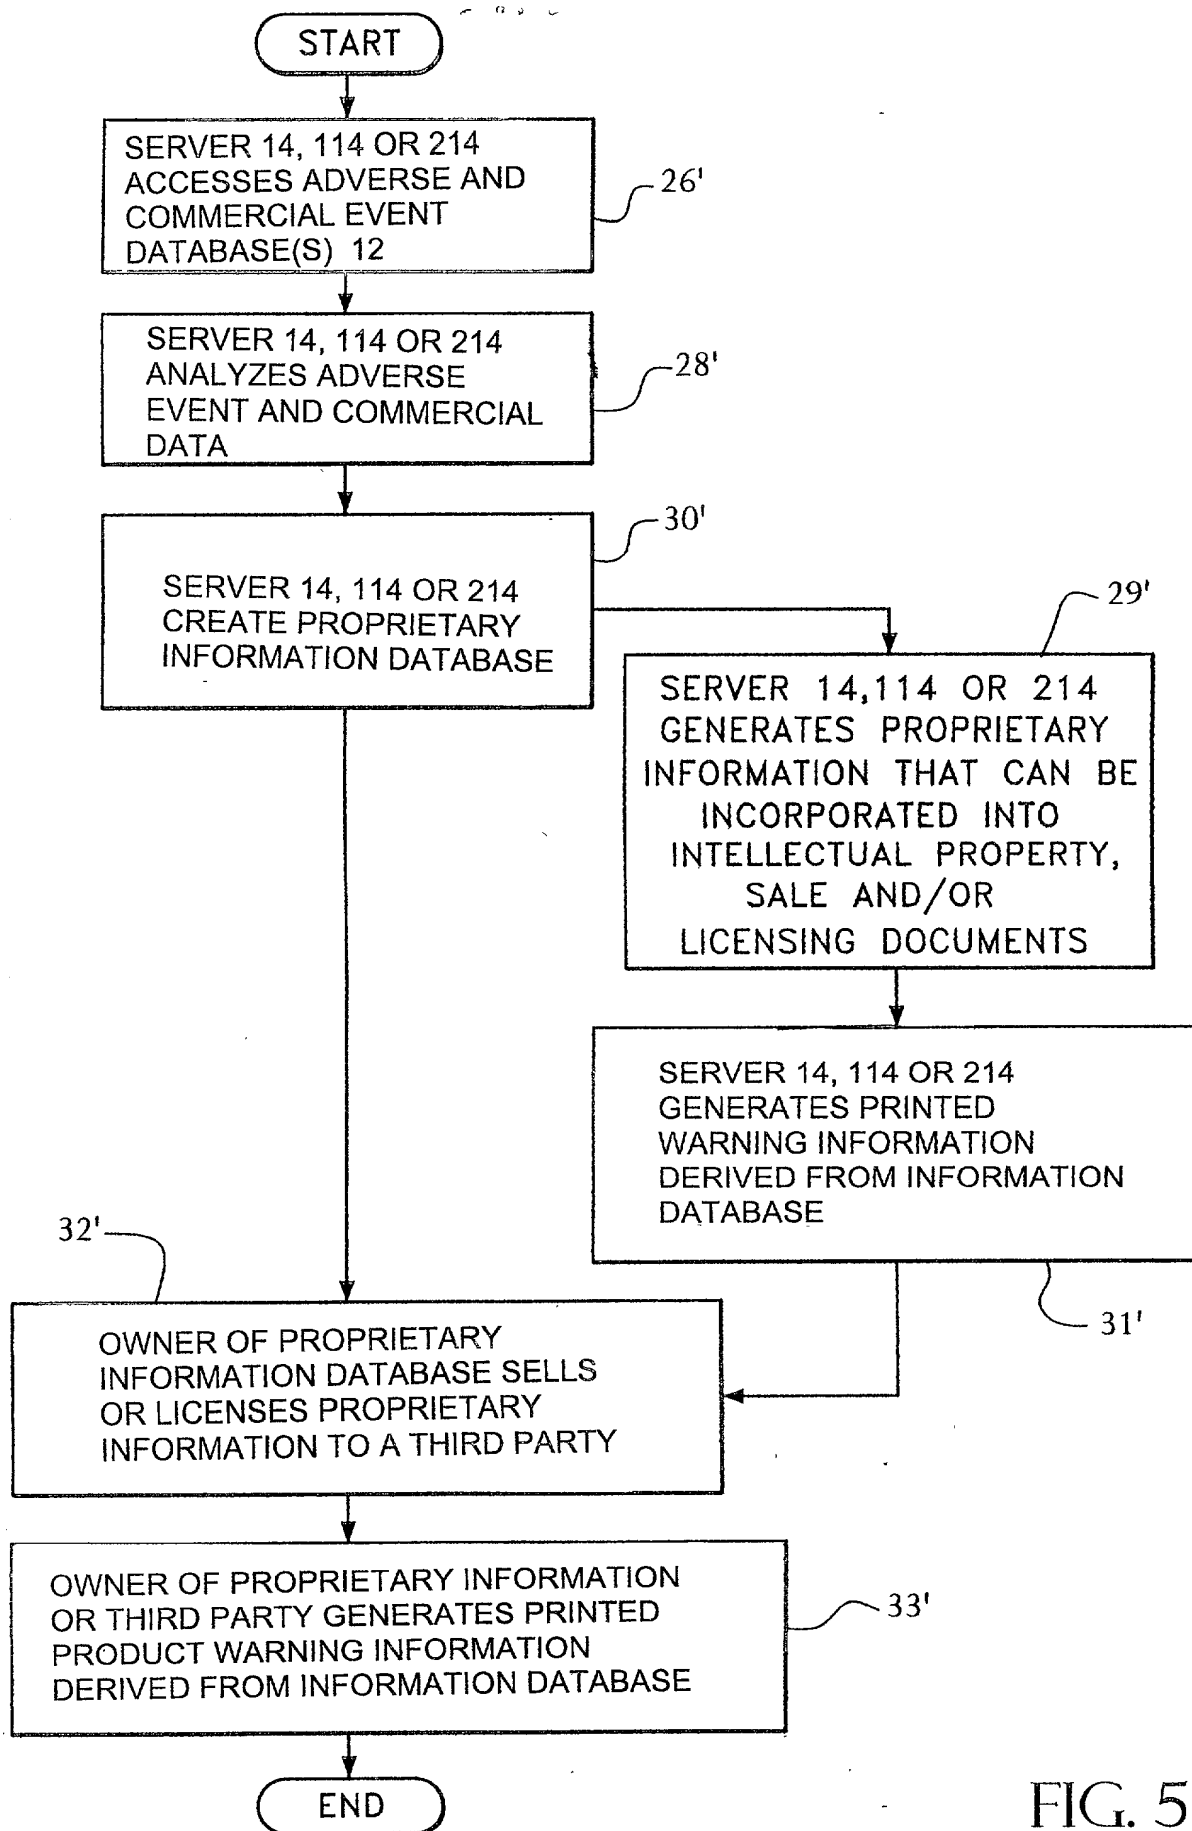 START
SERVER 14, 114 OR 214
ACCESSES ADVERSE AND
COMMERCIAL EVENT
DATABASE(S) 12
26'
SERVER 14, 114 OR 214
ANALYZES ADVERSE
EVENT AND COMMERCIAL
DATA
28'
SERVER 14, 114 OR 214
CREATE PROPRIETARY
INFORMATION DATABASE
30'
29'
SERVER 14,114 OR 214
GENERATES PROPRIETARY
INFORMATION THAT CAN BE
INCORPORATED INTO
INTELLECTUAL PROPERTY,
SALE AND/OR
LICENSING DOCUMENTS
SERVER 14, 114 OR 214
GENERATES PRINTED
WARNING INFORMATION
DERIVED FROM INFORMATION
DATABASE
31'
32'
OWNER OF PROPRIETARY
INFORMATION DATABASE SELLS
OR LICENSES PROPRIETARY
INFORMATION TO A THIRD PARTY
OWNER OF PROPRIETARY INFORMATION
OR THIRD PARTY GENERATES PRINTED
PRODUCT WARNING INFORMATION
DERIVED FROM INFORMATION DATABASE
33'
END
FIG. 5